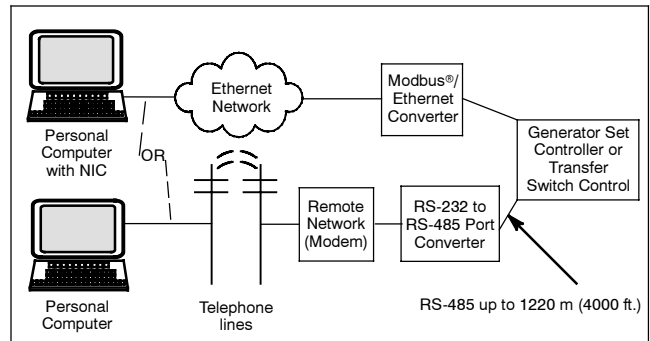 Ethernet
Network
Modbus®/
Ethernet
Converter
Generator Set
Controller or
Transfer
Switch Control
Personal
Computer
with NIC
OR
Remote
Network
(Modem)
RS-232 to
RS-485 Port
Converter
Personal
Computer
Telephone
lines
RS-485 up to 1220 m (4000 ft.)